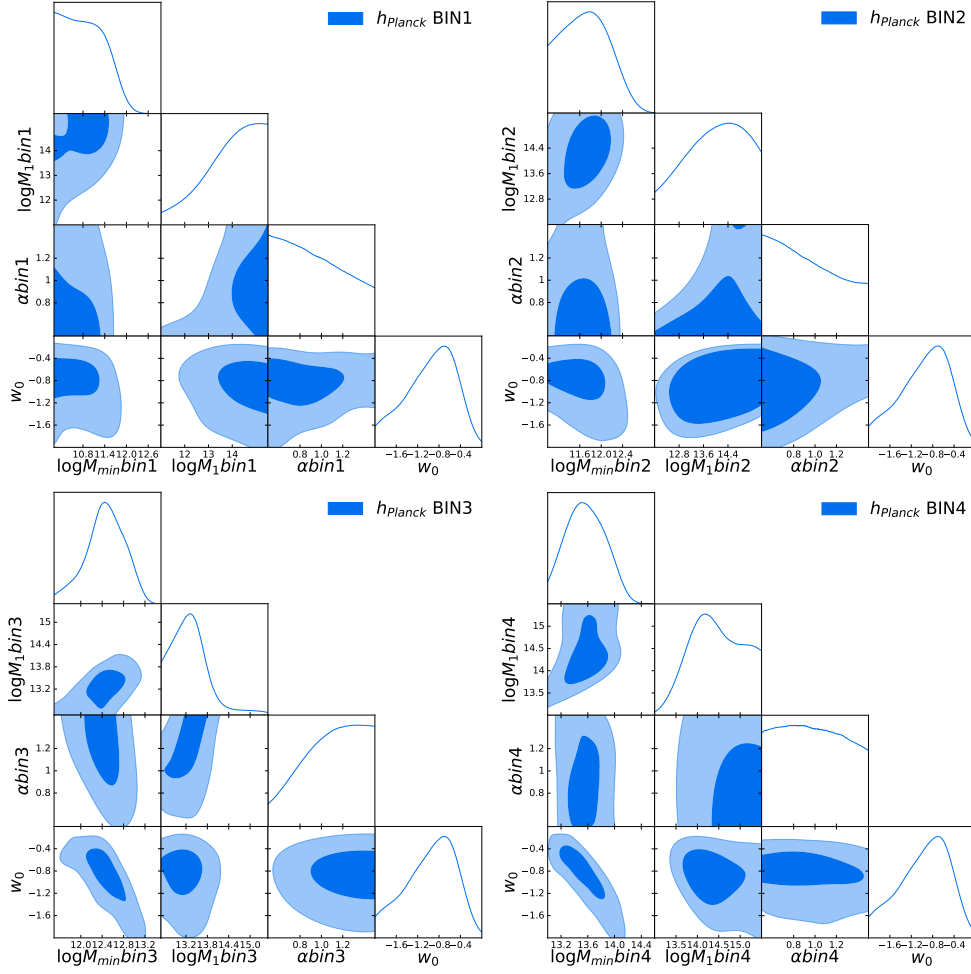 h_Planck BIN1
logM_1bin1
14
13
12
αbin1
1.2
1
0.8
w_0
−0.4
−0.8
−1.2
−1.6
10.8 11.4 12.0 12.6
logM_minbin1
12 13 14
logM_1bin1
0.8 1.0 1.2
αbin1
−1.6−1.2−0.8−0.4
w_0
h_Planck BIN2
logM_1bin2
14.4
13.6
12.8
αbin2
1.2
1
0.8
w_0
−0.4
−0.8
−1.2
−1.6
11.6 12.0 12.4
logM_minbin2
12.8 13.6 14.4
logM_1bin2
0.8 1.0 1.2
αbin2
−1.6−1.2−0.8−0.4
w_0
h_Planck BIN3
logM_1bin3
15
14.4
13.8
13.2
αbin3
1.2
1
0.8
w_0
−0.4
−0.8
−1.2
−1.6
12.0 12.4 12.8 13.2
logM_minbin3
13.2 13.8 14.4 15.0
logM_1bin3
0.8 1.0 1.2
αbin3
−1.6−1.2−0.8−0.4
w_0
h_Planck BIN4
logM_1bin4
15
14.5
14
13.5
αbin4
1.2
1
0.8
w_0
−0.4
−0.8
−1.2
−1.6
13.2 13.6 14.0 14.4
logM_minbin4
13.5 14.0 14.5 15.0
logM_1bin4
0.8 1.0 1.2
αbin4
−1.6−1.2−0.8−0.4
w_0